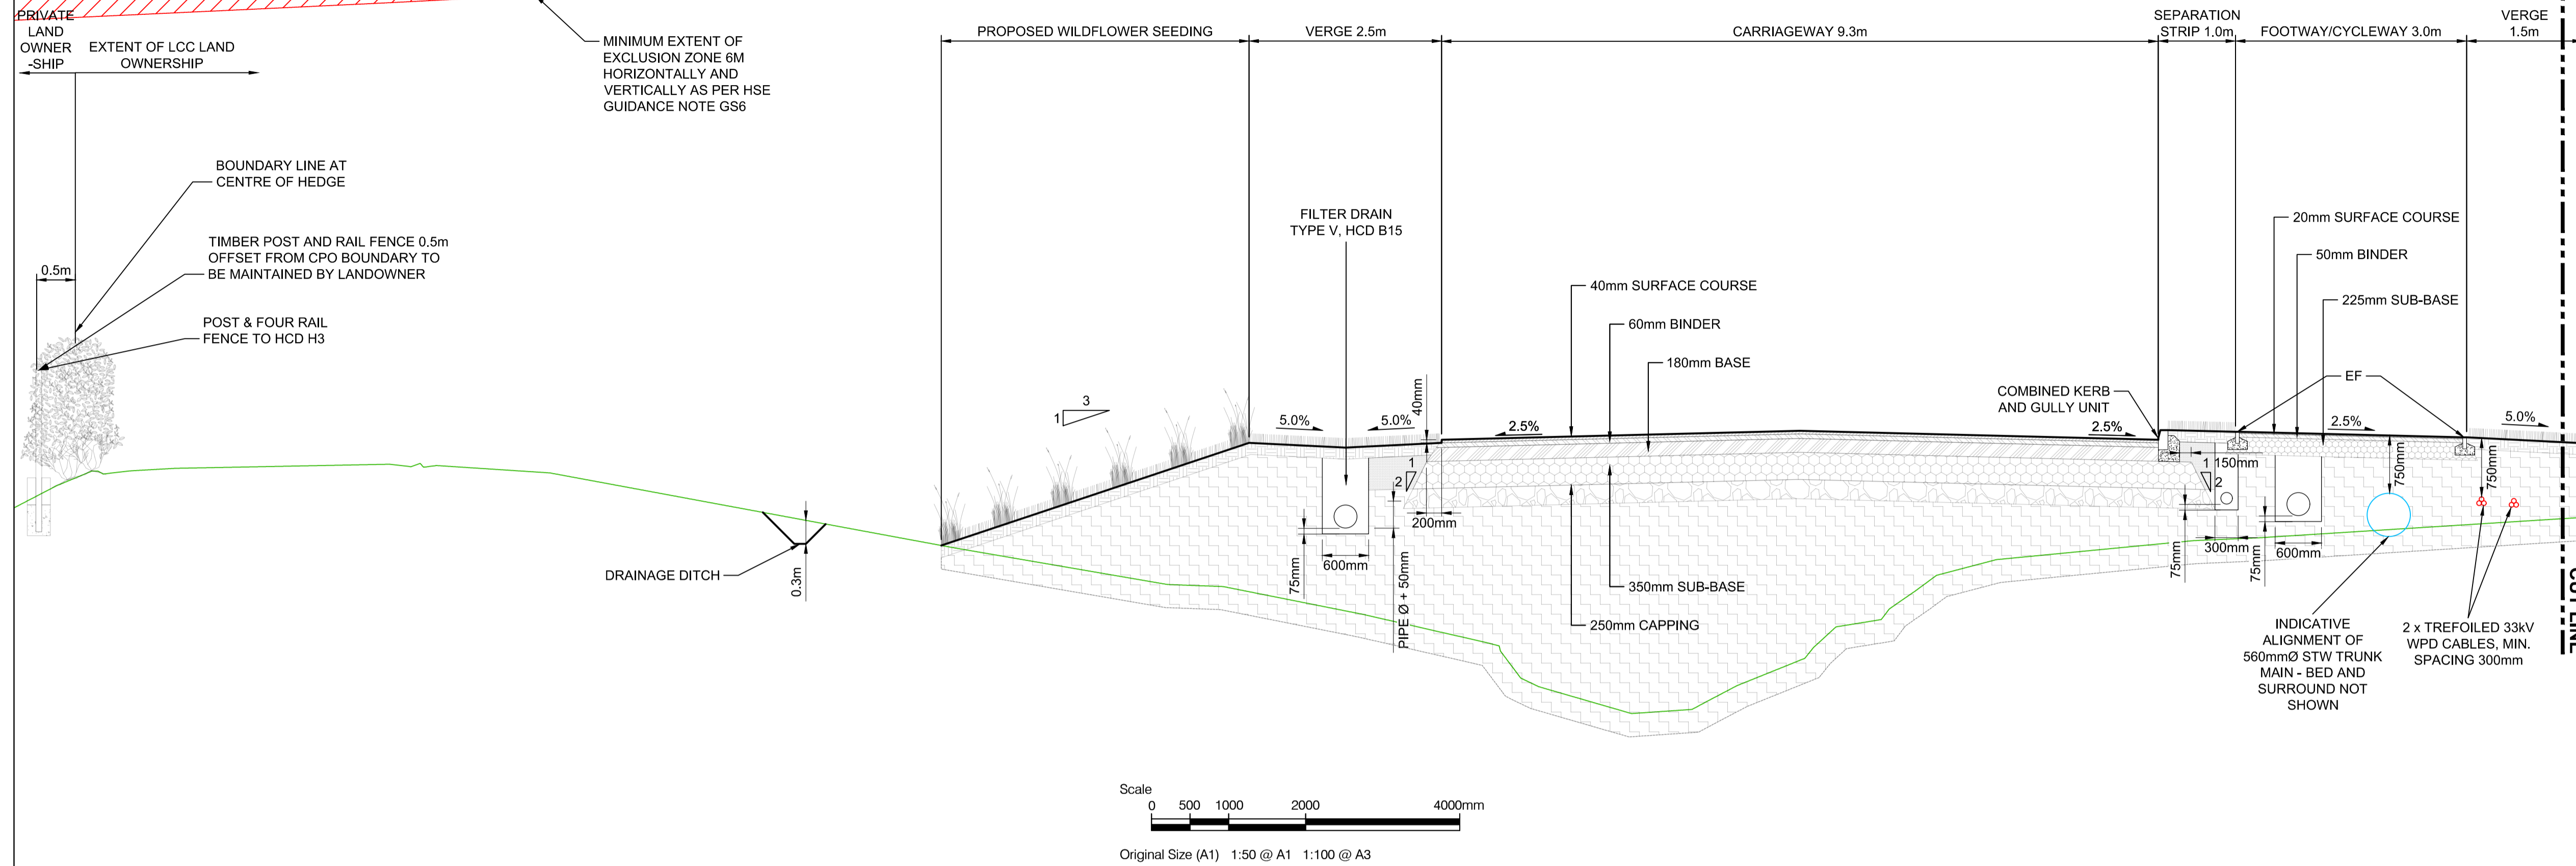 PRIVATE
LAND
OWNER
-SHIP
EXTENT OF LCC LAND
OWNERSHIP
MINIMUM EXTENT OF
EXCLUSION ZONE 6M
HORIZONTALLY AND
VERTICALLY AS PER HSE
GUIDANCE NOTE GS6
PROPOSED WILDFLOWER SEEDING
VERGE 2.5m
CARRIAGEWAY 9.3m
SEPARATION
STRIP 1.0m
FOOTWAY/CYCLEWAY 3.0m
VERGE
1.5m
BOUNDARY LINE AT
CENTRE OF HEDGE
TIMBER POST AND RAIL FENCE 0.5m
OFFSET FROM CPO BOUNDARY TO
BE MAINTAINED BY LANDOWNER
0.5m
POST & FOUR RAIL
FENCE TO HCD H3
FILTER DRAIN
TYPE V, HCD B15
40mm SURFACE COURSE
60mm BINDER
180mm BASE
20mm SURFACE COURSE
50mm BINDER
225mm SUB-BASE
EF
COMBINED KERB
AND GULLY UNIT
3
1
5.0%
5.0%
40mm
2.5%
2.5%
2.5%
5.0%
1
2
1
2
150mm
750mm
750mm
200mm
75mm
600mm
PIPE Ø + 50mm
75mm
300mm
75mm
600mm
DRAINAGE DITCH
0.3m
350mm SUB-BASE
250mm CAPPING
INDICATIVE
ALIGNMENT OF
560mmØ STW TRUNK
MAIN - BED AND
SURROUND NOT
SHOWN
2 x TREFOILED 33kV
WPD CABLES, MIN.
SPACING 300mm
CUT LINE
Scale
0 500 1000 2000 4000mm
Original Size (A1) 1:50 @ A1 1:100 @ A3